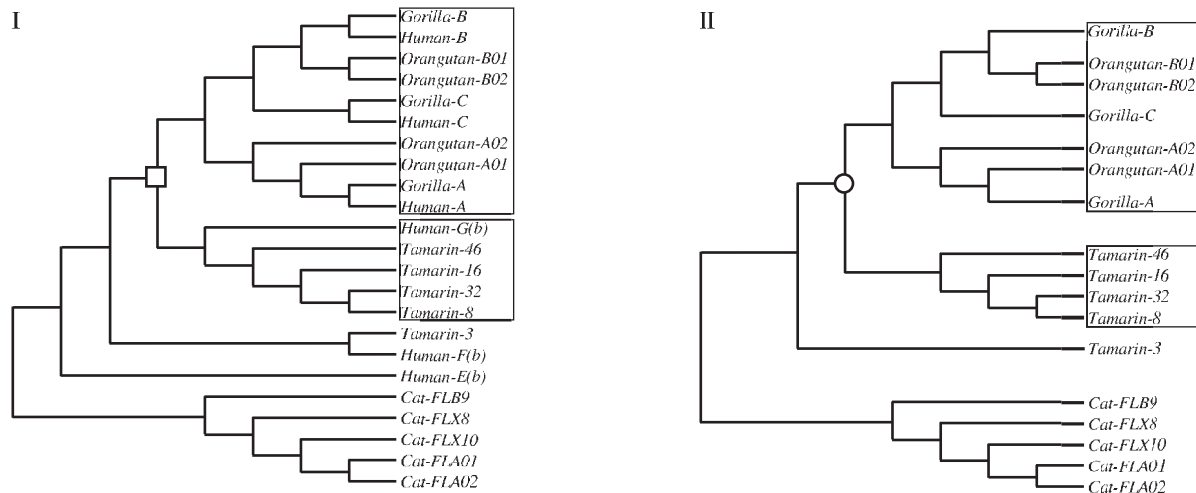 I
Gorilla-B
Human-B
Orangutan-B01
Orangutan-B02
Gorilla-C
Human-C
Orangutan-A02
Orangutan-A01
Gorilla-A
Human-A
Human-G(b)
Tamarin-46
Tamarin-16
Tamarin-32
Tamarin-8
Tamarin-3
Human-F(b)
Human-E(b)
Cat-FLB9
Cat-FLX8
Cat-FLX10
Cat-FLA01
Cat-FLA02
II
Gorilla-B
Orangutan-B01
Orangutan-B02
Gorilla-C
Orangutan-A02
Orangutan-A01
Gorilla-A
Tamarin-46
Tamarin-16
Tamarin-32
Tamarin-8
Tamarin-3
Cat-FLB9
Cat-FLX8
Cat-FLX10
Cat-FLA01
Cat-FLA02